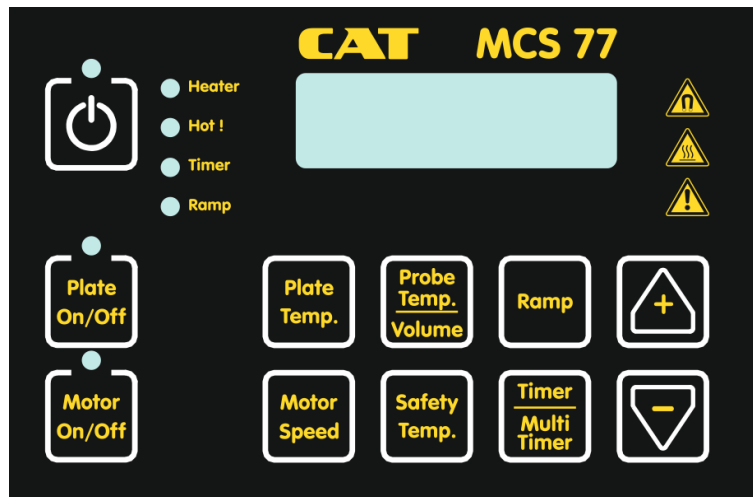 CAT MCS 77
Heater
Hot !
Timer
Ramp
Plate
On/Off
Plate
Temp.
Probe
Temp.
Volume
Ramp
+
Motor
On/Off
Motor
Speed
Safety
Temp.
Timer
Multi
Timer
-